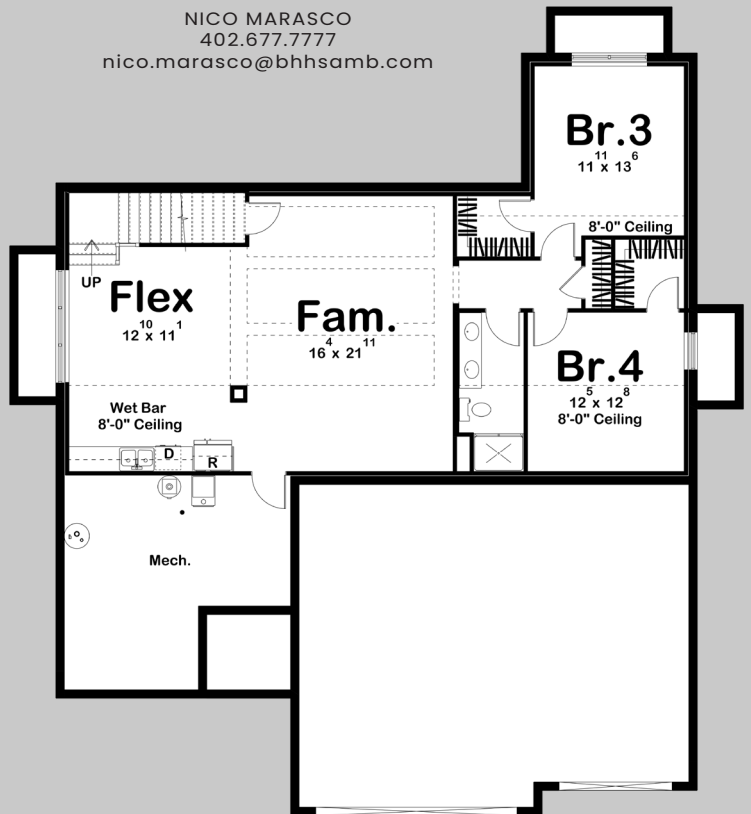 NICO MARASCO
402.677.7777
nico.marasco@bhhsamb.com
Br.3
11 11 x 13 6
8'-0" Ceiling
UP
Flex
12 10 x 11 1
Fam.
16 4 x 21 11
Br.4
12 5 x 12 8
8'-0" Ceiling
Wet Bar
8'-0" Ceiling
D
R
Mech.